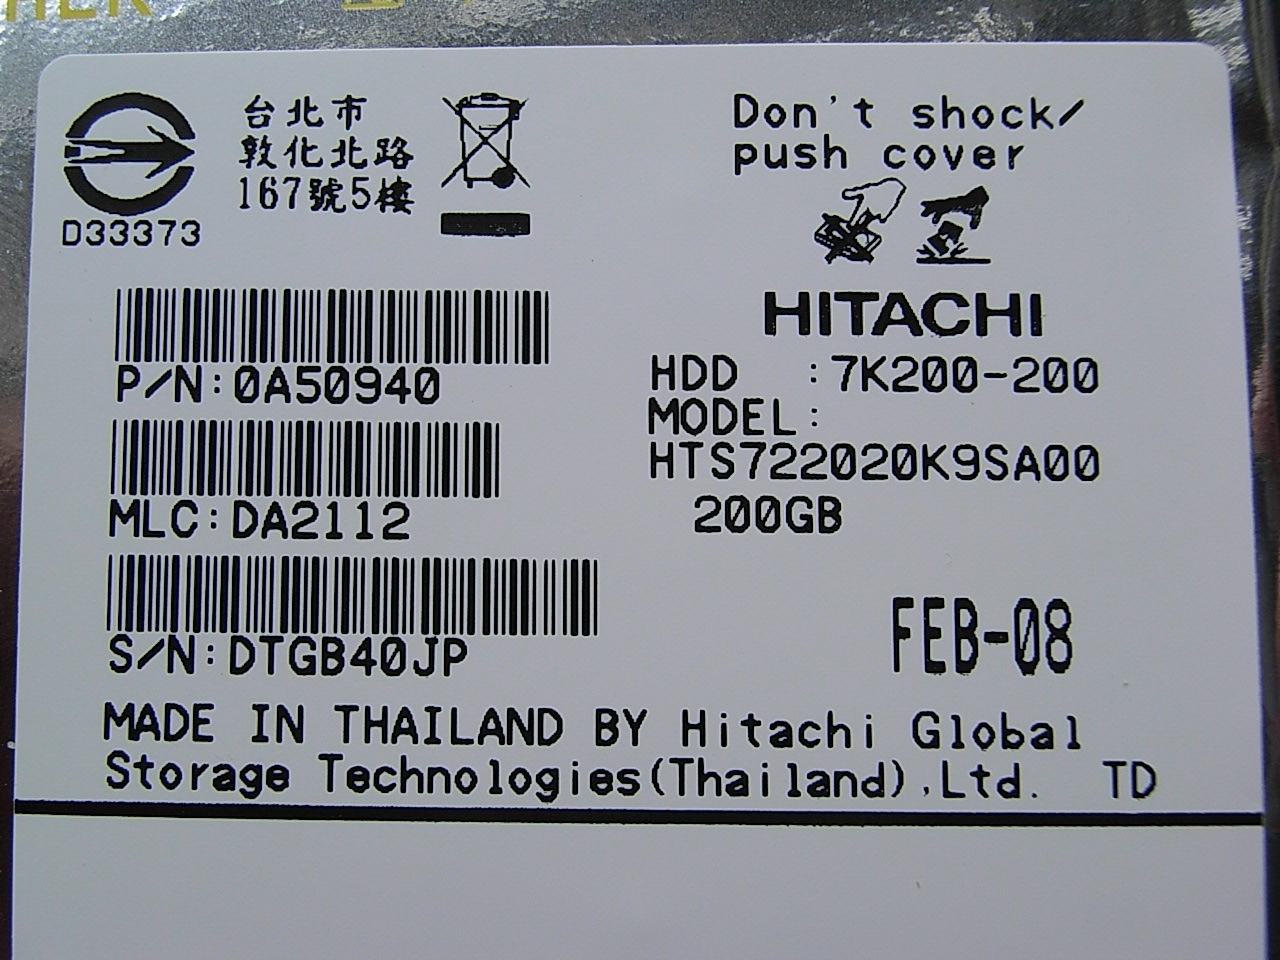 台北市
敦化北路
167號5樓
D33373
Don't shock/
push cover
HITACHI
P/N:0A50940
HDD :7K200-200
MODEL:
HTS722020K9SA00
200GB
MLC:DA2112
S/N:DTGB40JP
FEB-08
MADE IN THAILAND BY Hitachi Global
Storage Technologies(Thailand),Ltd. TD